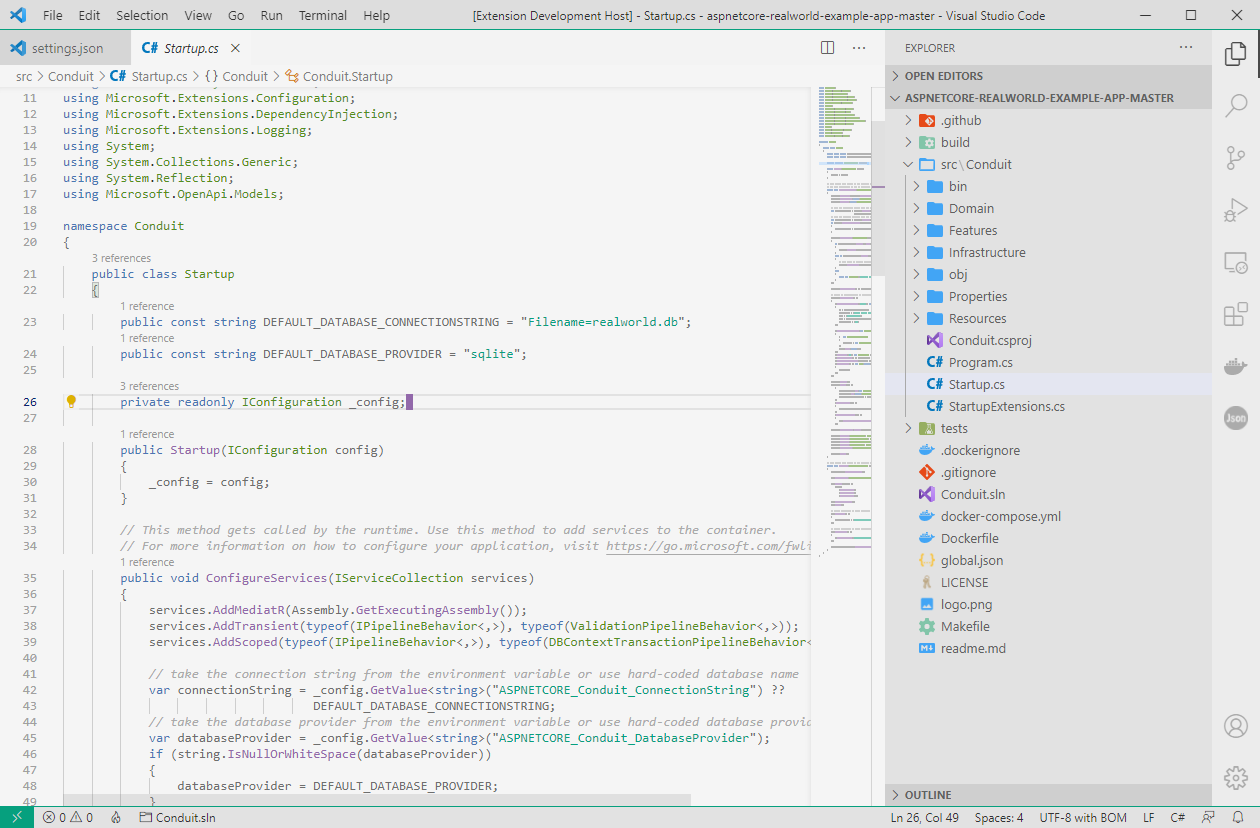 File Edit Selection View Go Run Terminal Help [Extension Development Host] - Startup.cs - aspnetcore-realworld-example-app-master - Visual Studio Code
settings.json C# Startup.cs
src > Conduit > C# Startup.cs > {} Conduit > Conduit.Startup
11 using Microsoft.Extensions.Configuration;
12 using Microsoft.Extensions.DependencyInjection;
13 using Microsoft.Extensions.Logging;
14 using System;
15 using System.Collections.Generic;
16 using System.Reflection;
17 using Microsoft.OpenApi.Models;
18
19 namespace Conduit
20 {
3 references
21 public class Startup
22 {
1 reference
23 public const string DEFAULT_DATABASE_CONNECTIONSTRING = "Filename=realworld.db";
1 reference
24 public const string DEFAULT_DATABASE_PROVIDER = "sqlite";
25
3 references
26 private readonly IConfiguration _config;
27
1 reference
28 public Startup(IConfiguration config)
29 {
30 _config = config;
31 }
32
33 // This method gets called by the runtime. Use this method to add services to the container.
34 // For more information on how to configure your application, visit https://go.microsoft.com/fwli
1 reference
35 public void ConfigureServices(IServiceCollection services)
36 {
37 services.AddMediatR(Assembly.GetExecutingAssembly());
38 services.AddTransient(typeof(IPipelineBehavior<,>), typeof(ValidationPipelineBehavior<,>));
39 services.AddScoped(typeof(IPipelineBehavior<,>), typeof(DBContextTransactionPipelineBehavior<
40
41 // take the connection string from the environment variable or use hard-coded database name
42 var connectionString = _config.GetValue<string>("ASPNETCORE_Conduit_ConnectionString") ??
43 DEFAULT_DATABASE_CONNECTIONSTRING;
44 // take the database provider from the environment variable or use hard-coded database provid
45 var databaseProvider = _config.GetValue<string>("ASPNETCORE_Conduit_DatabaseProvider");
46 if (string.IsNullOrWhiteSpace(databaseProvider))
47 {
48 databaseProvider = DEFAULT_DATABASE_PROVIDER;
49 }
EXPLORER
OPEN EDITORS
ASPNETCORE-REALWORLD-EXAMPLE-APP-MASTER
.github
build
src\Conduit
bin
Domain
Features
Infrastructure
obj
Properties
Resources
Conduit.csproj
C# Program.cs
C# Startup.cs
C# StartupExtensions.cs
tests
.dockerignore
.gitignore
Conduit.sln
docker-compose.yml
Dockerfile
global.json
LICENSE
logo.png
Makefile
readme.md
OUTLINE
Json
0 0 Conduit.sln Ln 26, Col 49 Spaces: 4 UTF-8 with BOM LF C#